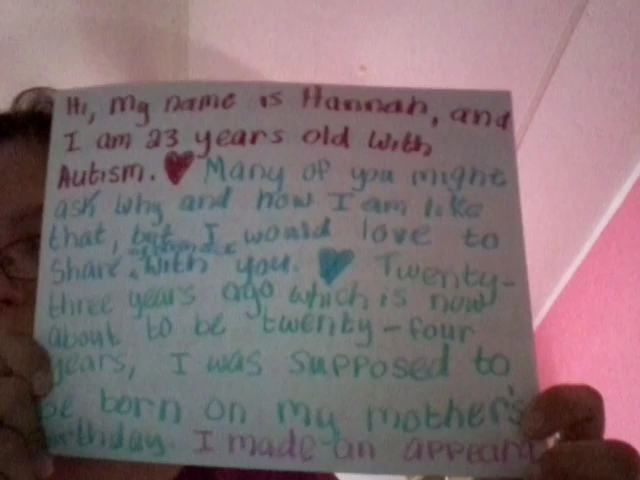 Hi, my name is Hannah, and
I am 23 years old with
Autism. ♥ Many of you might
ask why and how I am like
that, but I would love to
share with you. ♥ Twenty-
three years ago which is now
about to be twenty-four
years, I was supposed to
be born on my mother's
birthday. I made an appear